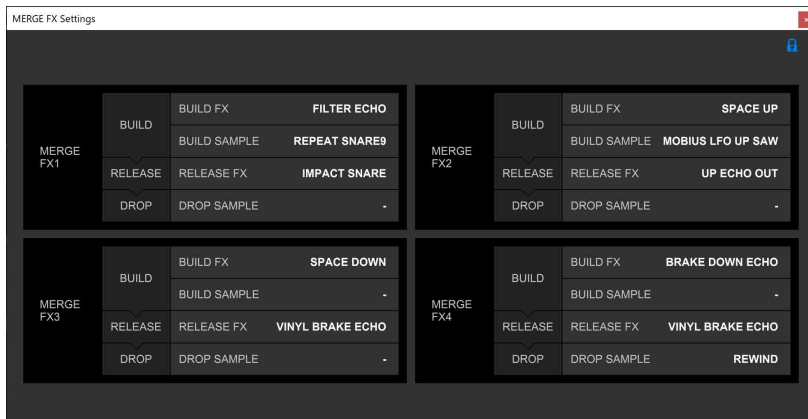 MERGE FX Settings
MERGE FX1
BUILD
BUILD FX FILTER ECHO
BUILD SAMPLE REPEAT SNARE9
RELEASE RELEASE FX IMPACT SNARE
DROP DROP SAMPLE -
MERGE FX2
BUILD
BUILD FX SPACE UP
BUILD SAMPLE MOBIUS LFO UP SAW
RELEASE RELEASE FX UP ECHO OUT
DROP DROP SAMPLE -
MERGE FX3
BUILD
BUILD FX SPACE DOWN
BUILD SAMPLE -
RELEASE RELEASE FX VINYL BRAKE ECHO
DROP DROP SAMPLE -
MERGE FX4
BUILD
BUILD FX BRAKE DOWN ECHO
BUILD SAMPLE -
RELEASE RELEASE FX VINYL BRAKE ECHO
DROP DROP SAMPLE REWIND